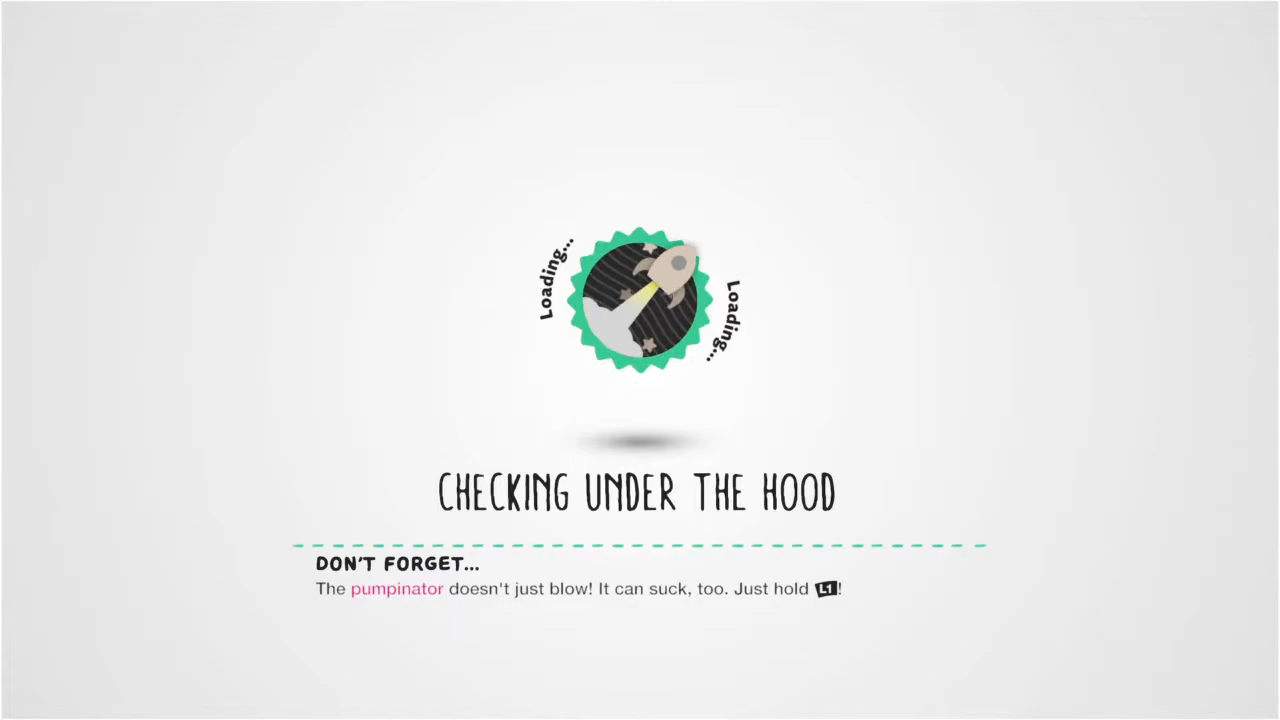 Loading...
Loading...
CHECKING UNDER THE HOOD
DON'T FORGET...
The pumpinator doesn't just blow! It can suck, too. Just hold L1!